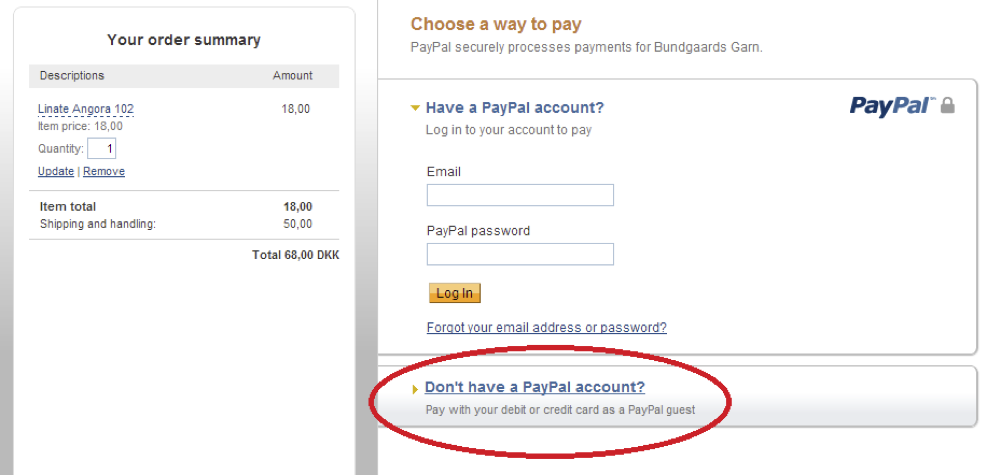 Your order summary
Descriptions Amount
Linate Angora 102 18,00
Item price: 18,00
Quantity: 1
Update | Remove
Item total 18,00
Shipping and handling: 50,00
Total 68,00 DKK
Choose a way to pay
PayPal securely processes payments for Bundgaards Garn.
Have a PayPal account?
PayPal
Log in to your account to pay
Email
PayPal password
Log In
Forgot your email address or password?
Don't have a PayPal account?
Pay with your debit or credit card as a PayPal guest